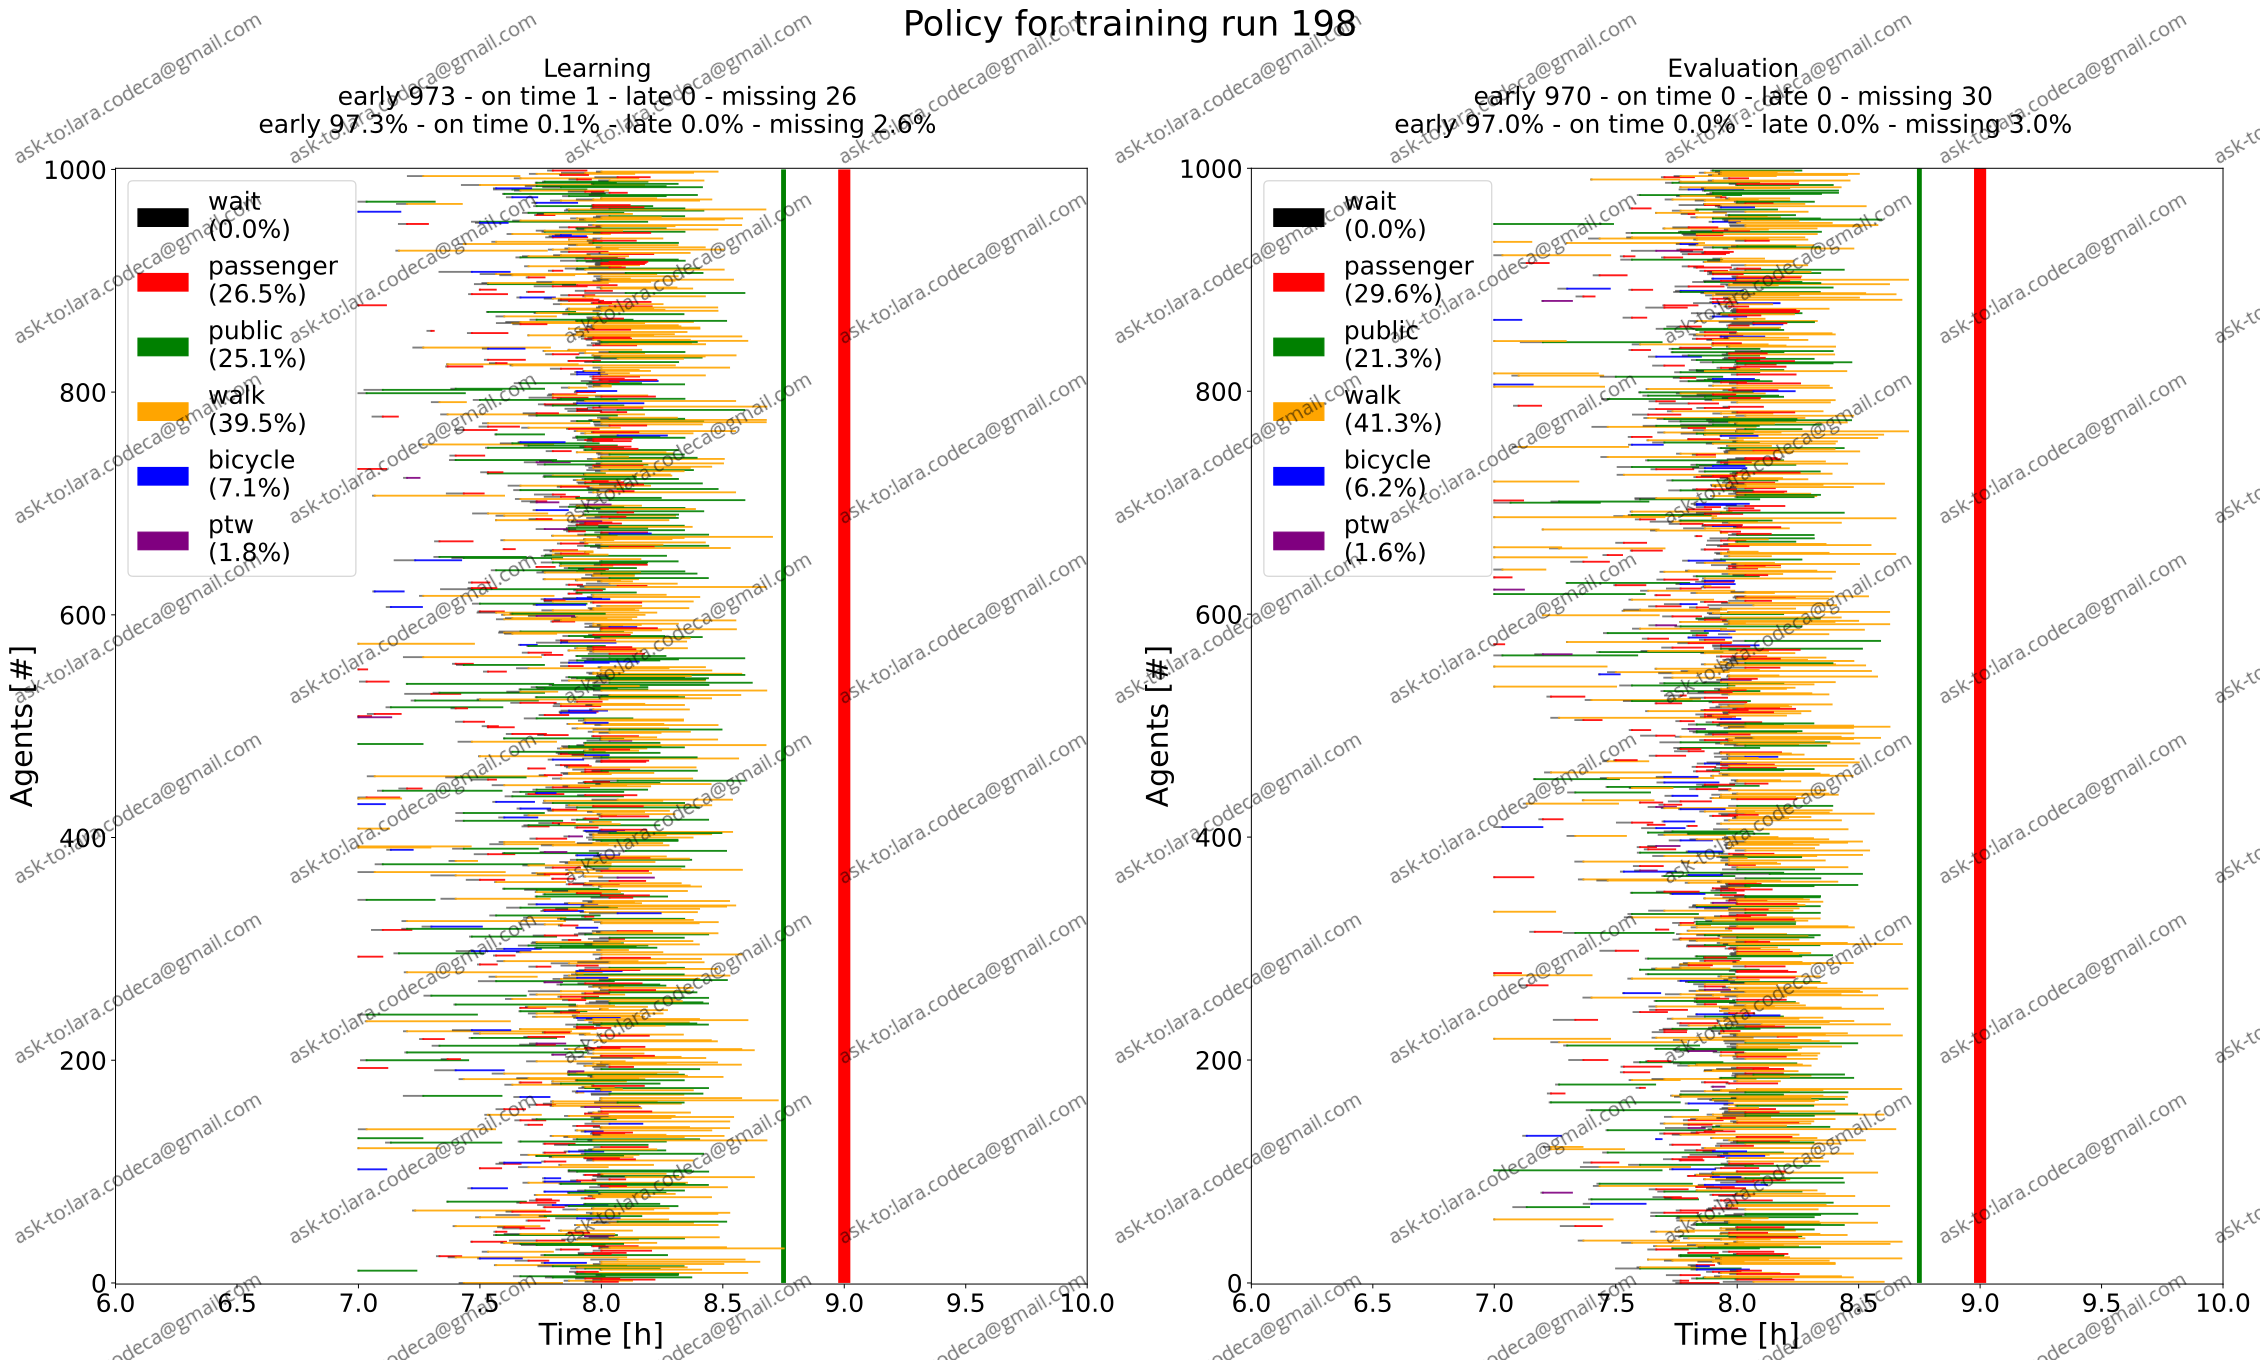 Policy for training run 198
Learning
early 973 - on time 1 - late 0 - missing 26
early 97.3% - on time 0.1% - late 0.0% - missing 2.6%
Evaluation
early 970 - on time 0 - late 0 - missing 30
early 97.0% - on time 0.0% - late 0.0% - missing 3.0%
wait
(0.0%)
passenger
(26.5%)
public
(25.1%)
walk
(39.5%)
bicycle
(7.1%)
ptw
(1.8%)
1000
800
600
400
200
0
Agents [#]
6.0 6.5 7.0 7.5 8.0 8.5 9.0 9.5 10.0
Time [h]
wait
(0.0%)
passenger
(29.6%)
public
(21.3%)
walk
(41.3%)
bicycle
(6.2%)
ptw
(1.6%)
1000
800
600
400
200
0
Agents [#]
6.0 6.5 7.0 7.5 8.0 8.5 9.0 9.5 10.0
Time [h]
ask-to:lara.codeca@gmail.com